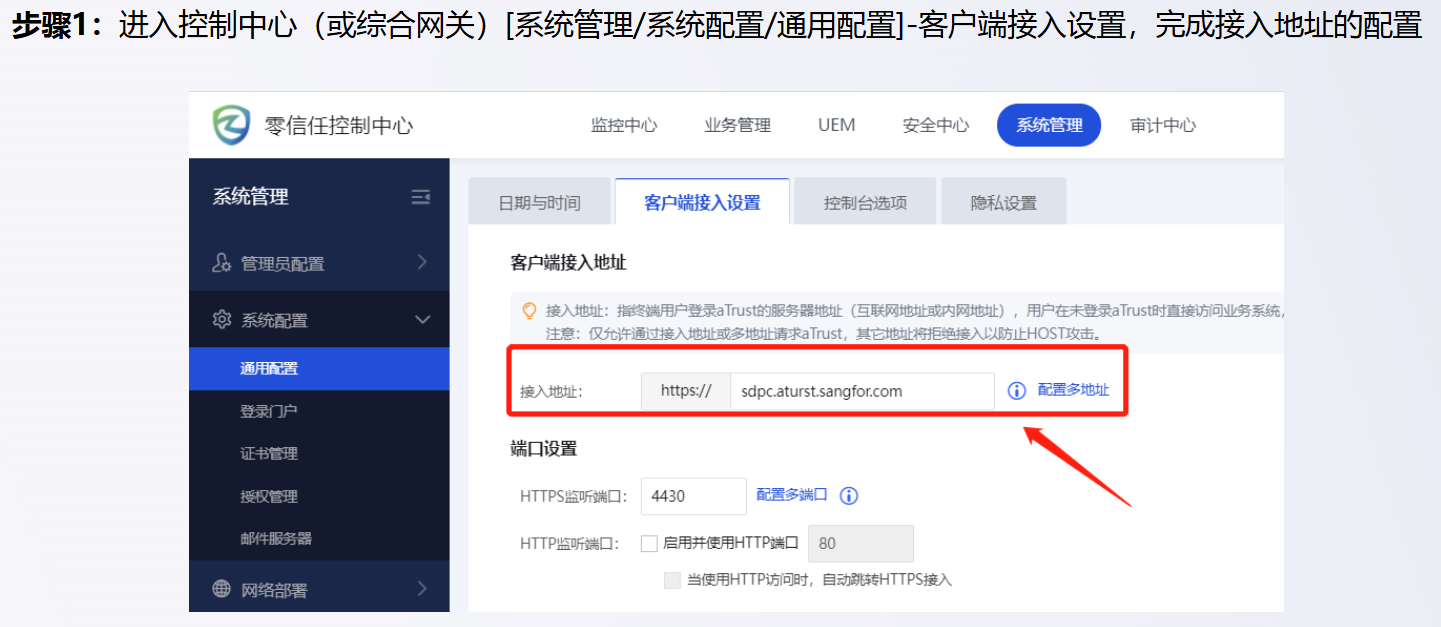 步骤1：进入控制中心（或综合网关）[系统管理/系统配置/通用配置]-客户端接入设置，完成接入地址的配置
零信任控制中心
监控中心 业务管理 UEM 安全中心 系统管理 审计中心
系统管理
管理员配置
系统配置
通用配置
登录门户
证书管理
授权管理
邮件服务器
网络部署
日期与时间 客户端接入设置 控制台选项 隐私设置
客户端接入地址
接入地址：指终端用户登录aTrust的服务器地址（互联网地址或内网地址），用户在未登录aTrust时直接访问业务系统，
注意：仅允许通过接入地址或多地址请求aTrust，其它地址将拒绝接入以防止HOST攻击。
接入地址： https:// sdpc.aturst.sangfor.com 配置多地址
端口设置
HTTPS监听端口： 4430 配置多端口
HTTP监听端口： 启用并使用HTTP端口 80
当使用HTTP访问时，自动跳转HTTPS接入